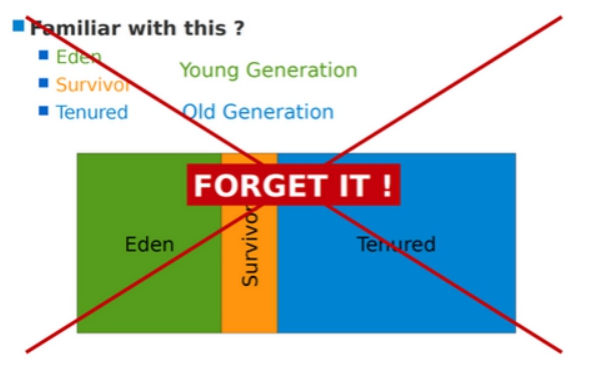 Familiar with this ?
Eden
Survivor
Young Generation
Tenured
Old Generation
FORGET IT !
Eden
Survivor
Tenured